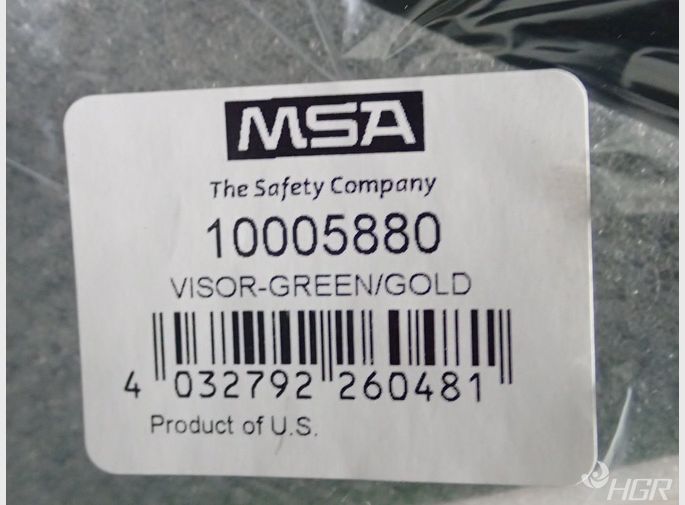 MSA
The Safety Company
10005880
VISOR-GREEN/GOLD
4 032792 260481
Product of U.S.
HGR